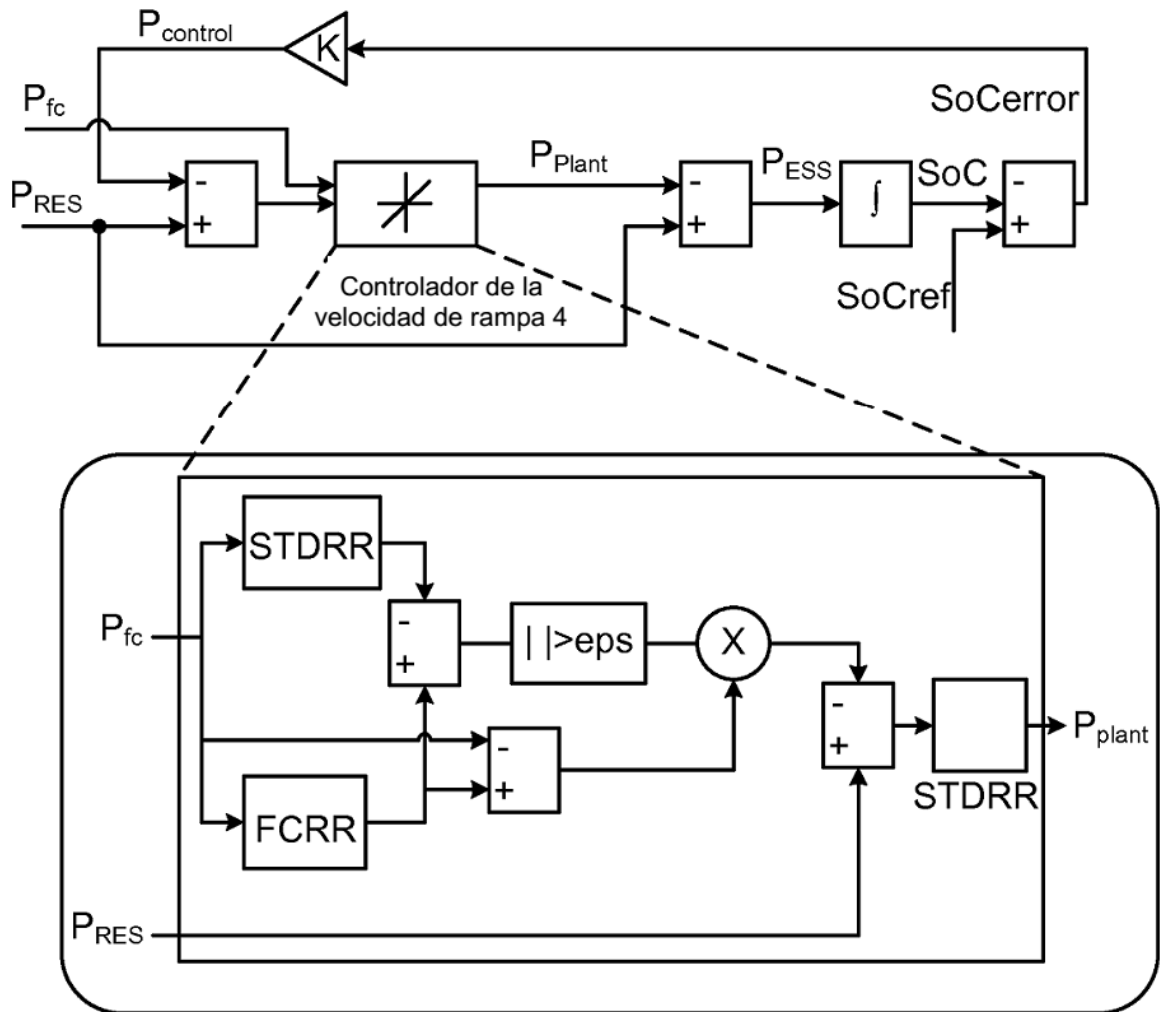 P_control
K
P_fc
SoCerror
P_Plant
P_ESS
SoC
-
-
-
P_RES
+
∫
+
+
Controlador de la
velocidad de rampa 4
SoCref
STDRR
P_fc
-
+
| |>eps
X
-
+
P_plant
-
+
STDRR
FCRR
P_RES